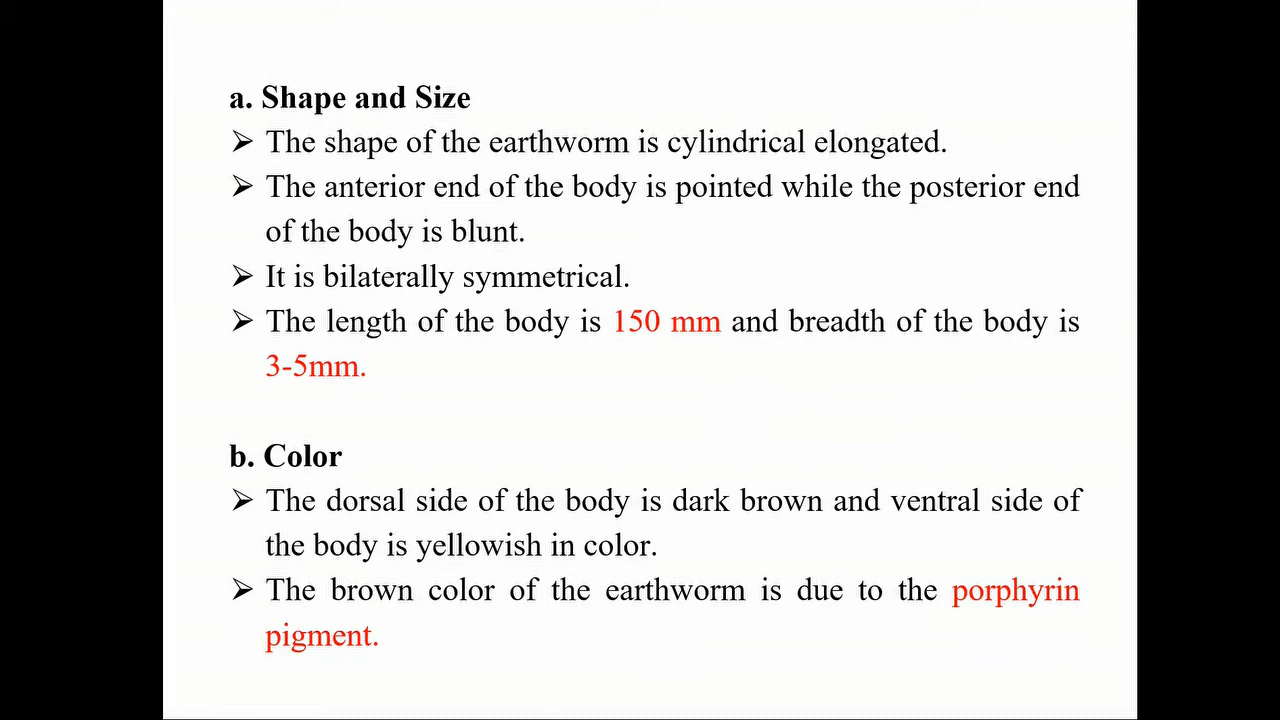 a. Shape and Size
➢ The shape of the earthworm is cylindrical elongated.
➢ The anterior end of the body is pointed while the posterior end
of the body is blunt.
➢ It is bilaterally symmetrical.
➢ The length of the body is 150 mm and breadth of the body is
3-5mm.
b. Color
➢ The dorsal side of the body is dark brown and ventral side of
the body is yellowish in color.
➢ The brown color of the earthworm is due to the porphyrin
pigment.